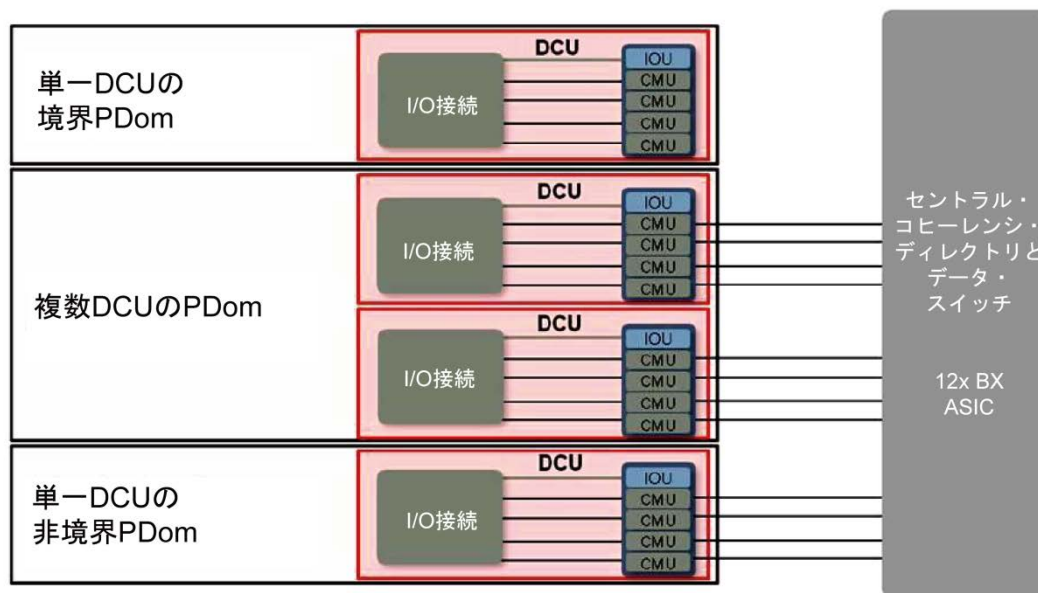 単一DCUの
境界PDom
DCU
I/O接続
IOU
CMU
CMU
CMU
CMU
複数DCUのPDom
DCU
I/O接続
IOU
CMU
CMU
CMU
CMU
DCU
I/O接続
IOU
CMU
CMU
CMU
CMU
単一DCUの
非境界PDom
DCU
I/O接続
IOU
CMU
CMU
CMU
CMU
セントラル・
コヒーレンシ・
ディレクトリと
データ・
スイッチ
12x BX
ASIC